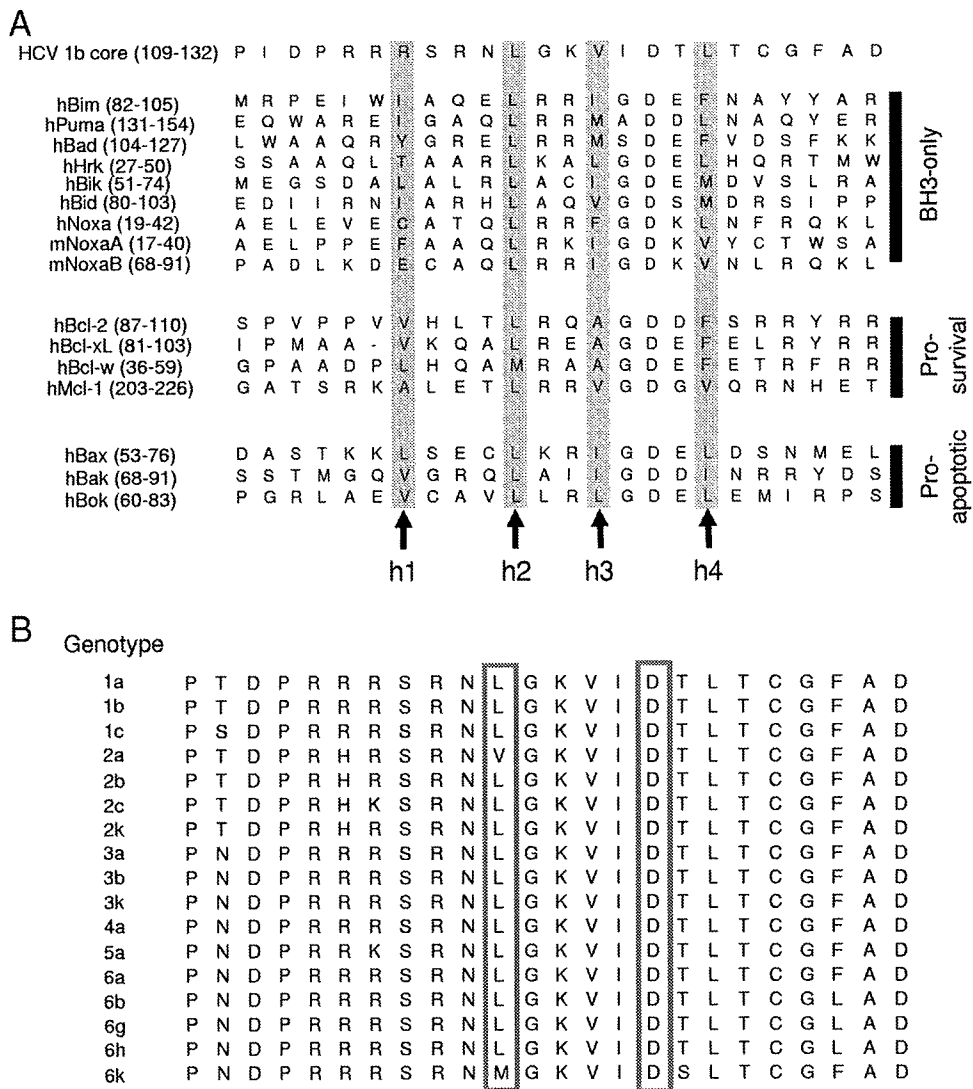 A
HCV 1b core (109-132) P I D P R R R S R N L G K V I D T L T C G F A D
hBim (82-105) M R P E I W I A Q E L R R I G D E F N A Y Y A R
hPuma (131-154) E Q W A R E I G A Q L R R M A D D L N A Q Y E R
hBad (104-127) L W A A Q R Y G R E L R R M S D E F V D S F K K
hHrk (27-50) S S A A Q L T A A R L K A L G D E L H Q R T M W
hBik (51-74) M E G S D A L A L R L A C I G D E M D V S L R A
hBid (80-103) E D I I R N I A R H L A Q V G D S M D R S I P P
hNoxa (19-42) A E L E V E C A T Q L R R F G D K L N F R Q K L
mNoxaA (17-40) A E L P P E F A A Q L R K I G D K V Y C T W S A
mNoxaB (68-91) P A D L K D E C A Q L R R I G D K V N L R Q K L
BH3-only
hBcl-2 (87-110) S P V P P V V H L T L R Q A G D D F S R R Y R R
hBcl-xL (81-103) I P M A A - V K Q A L R E A G D E F E L R Y R R
hBcl-w (36-59) G P A A D P L H Q A M R A A G D E F E T R F R R
hMcl-1 (203-226) G A T S R K A L E T L R R V G D G V Q R N H E T
Pro-
survival
hBax (53-76) D A S T K K L S E C L K R I G D E L D S N M E L
hBak (68-91) S S T M G Q V G R Q L A I I G D D I N R R Y D S
hBok (60-83) P G R L A E V C A V L L R L G D E L E M I R P S
Pro-
apoptotic
h1 h2 h3 h4
B
Genotype
1a P T D P R R R S R N L G K V I D T L T C G F A D
1b P T D P R R R S R N L G K V I D T L T C G F A D
1c P S D P R R R S R N L G K V I D T L T C G F A D
2a P T D P R H R S R N V G K V I D T L T C G F A D
2b P T D P R H R S R N L G K V I D T L T C G F A D
2c P T D P R H K S R N L G K V I D T L T C G F A D
2k P T D P R H R S R N L G K V I D T L T C G F A D
3a P N D P R R R S R N L G K V I D T L T C G F A D
3b P N D P R R R S R N L G K V I D T L T C G F A D
3k P N D P R R R S R N L G K V I D T L T C G F A D
4a P N D P R R R S R N L G K V I D T L T C G F A D
5a P N D P R R K S R N L G K V I D T L T C G F A D
6a P N D P R R R S R N L G K V I D T L T C G F A D
6b P N D P R R R S R N L G K V I D T L T C G L A D
6g P N D P R R R S R N L G K V I D T L T C G L A D
6h P N D P R R R S R N L G K V I D T L T C G L A D
6k P N D P R R R S R N M G K V I D S L T C G F A D